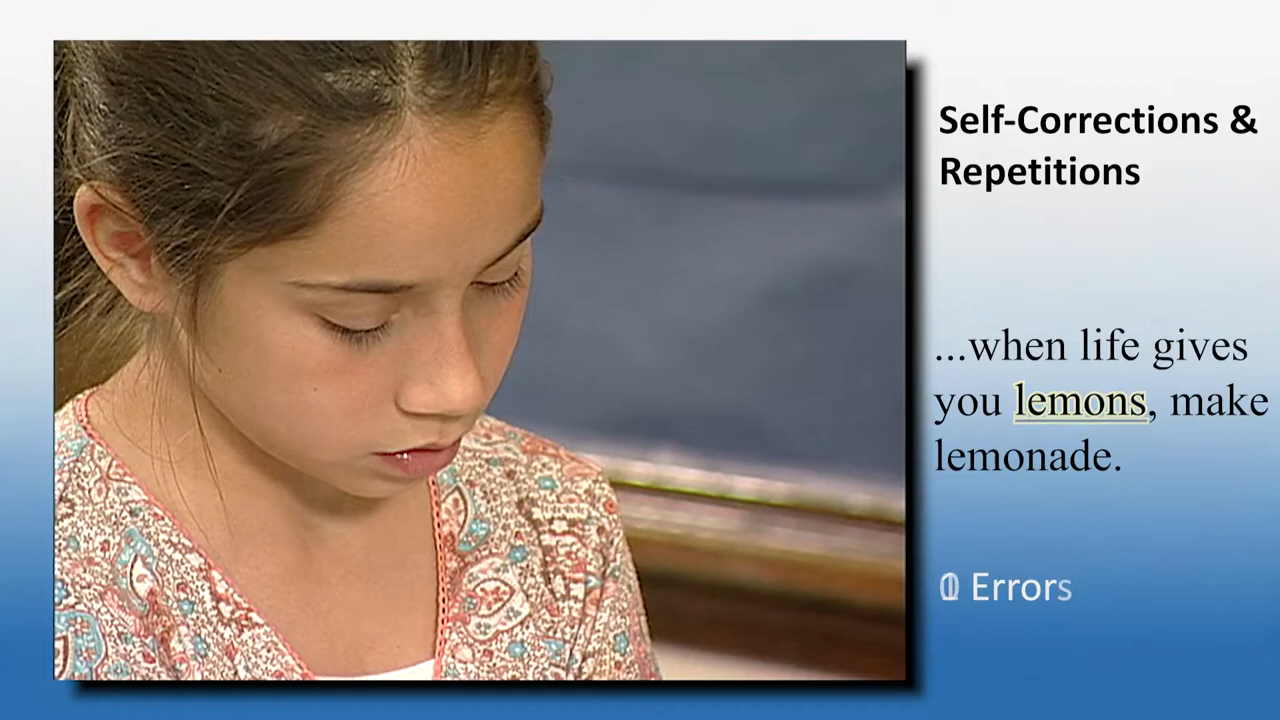 Self-Corrections &
Repetitions
...when life gives
you lemons, make
lemonade.
Errors